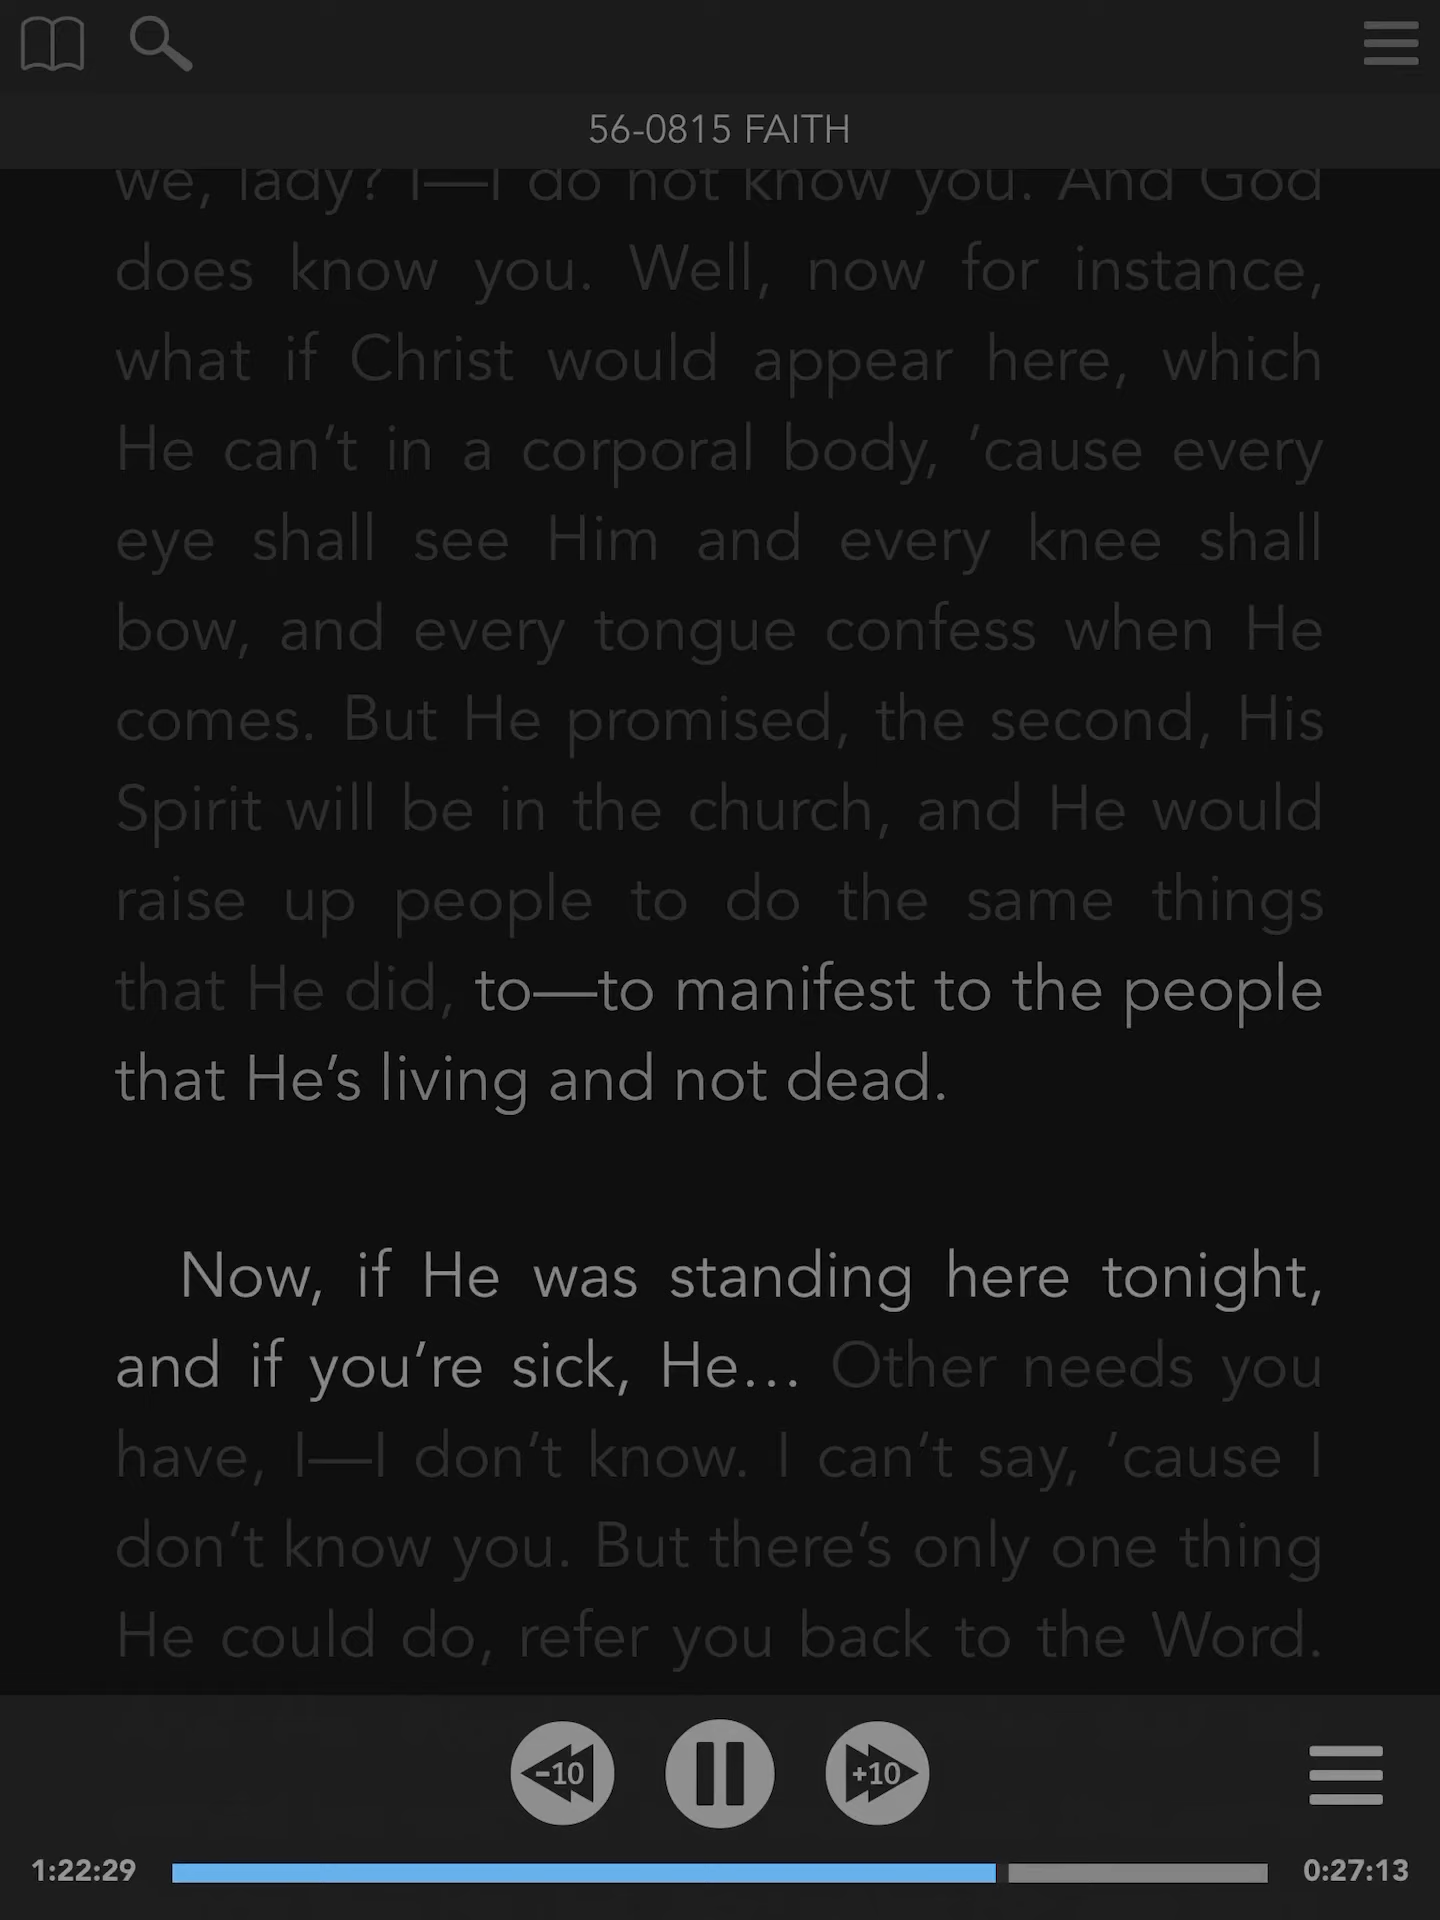 56-0815 FAITH
we, lady? I—I do not know you. And God
does know you. Well, now for instance,
what if Christ would appear here, which
He can’t in a corporal body, ’cause every
eye shall see Him and every knee shall
bow, and every tongue confess when He
comes. But He promised, the second, His
Spirit will be in the church, and He would
raise up people to do the same things
that He did, to—to manifest to the people
that He’s living and not dead.
Now, if He was standing here tonight,
and if you’re sick, He… Other needs you
have, I—I don’t know. I can’t say, ’cause I
don’t know you. But there’s only one thing
He could do, refer you back to the Word.
-10 +10
1:22:29 0:27:13